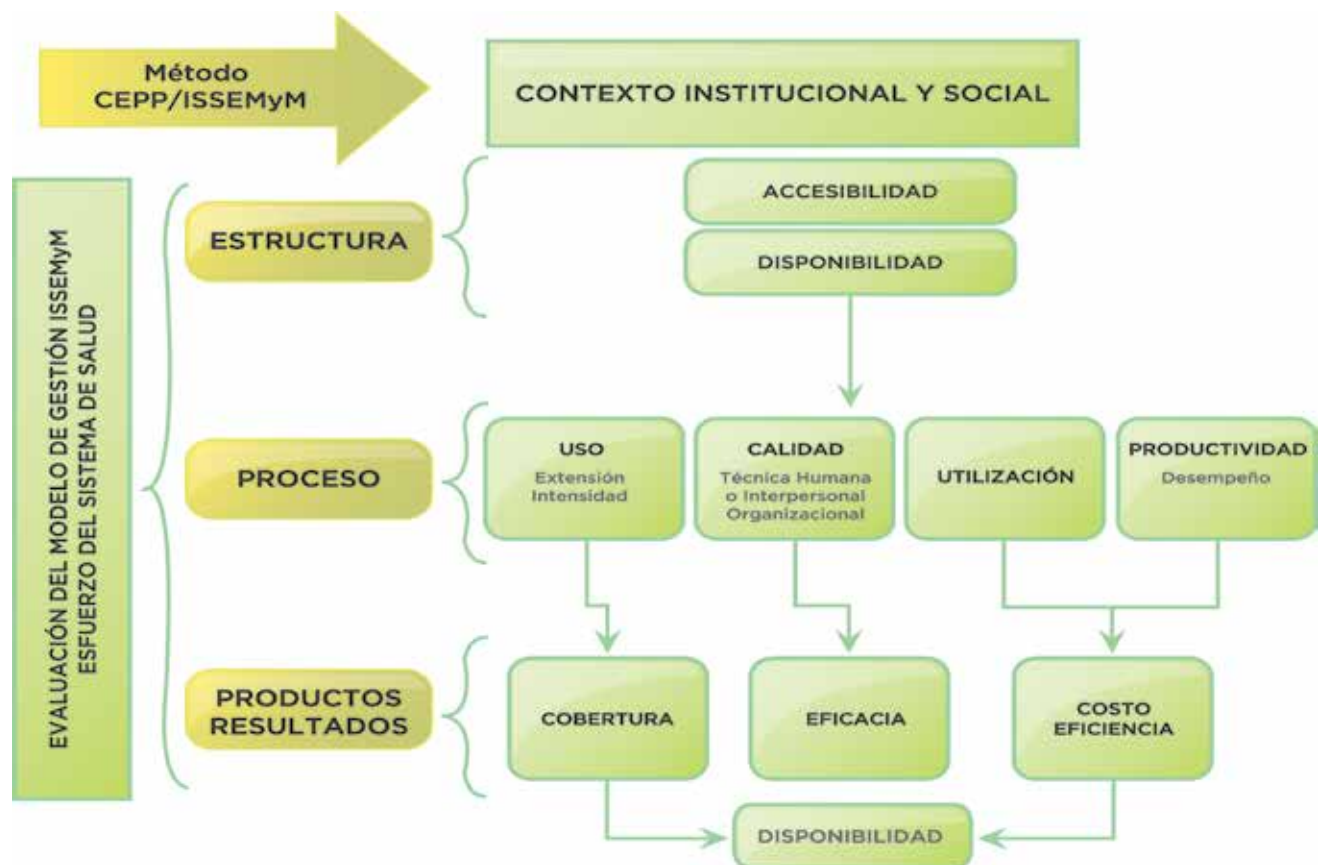 Método
CEPP/ISSEMyM
CONTEXTO INSTITUCIONAL Y SOCIAL
EVALUACIÓN DEL MODELO DE GESTIÓN ISSEMyM
ESFUERZO DEL SISTEMA DE SALUD
ESTRUCTURA
ACCESIBILIDAD
DISPONIBILIDAD
PROCESO
USO
Extensión
Intensidad
CALIDAD
Técnica Humana
o Interpersonal
Organizacional
UTILIZACIÓN
PRODUCTIVIDAD
Desempeño
PRODUCTOS
RESULTADOS
COBERTURA
EFICACIA
COSTO
EFICIENCIA
DISPONIBILIDAD